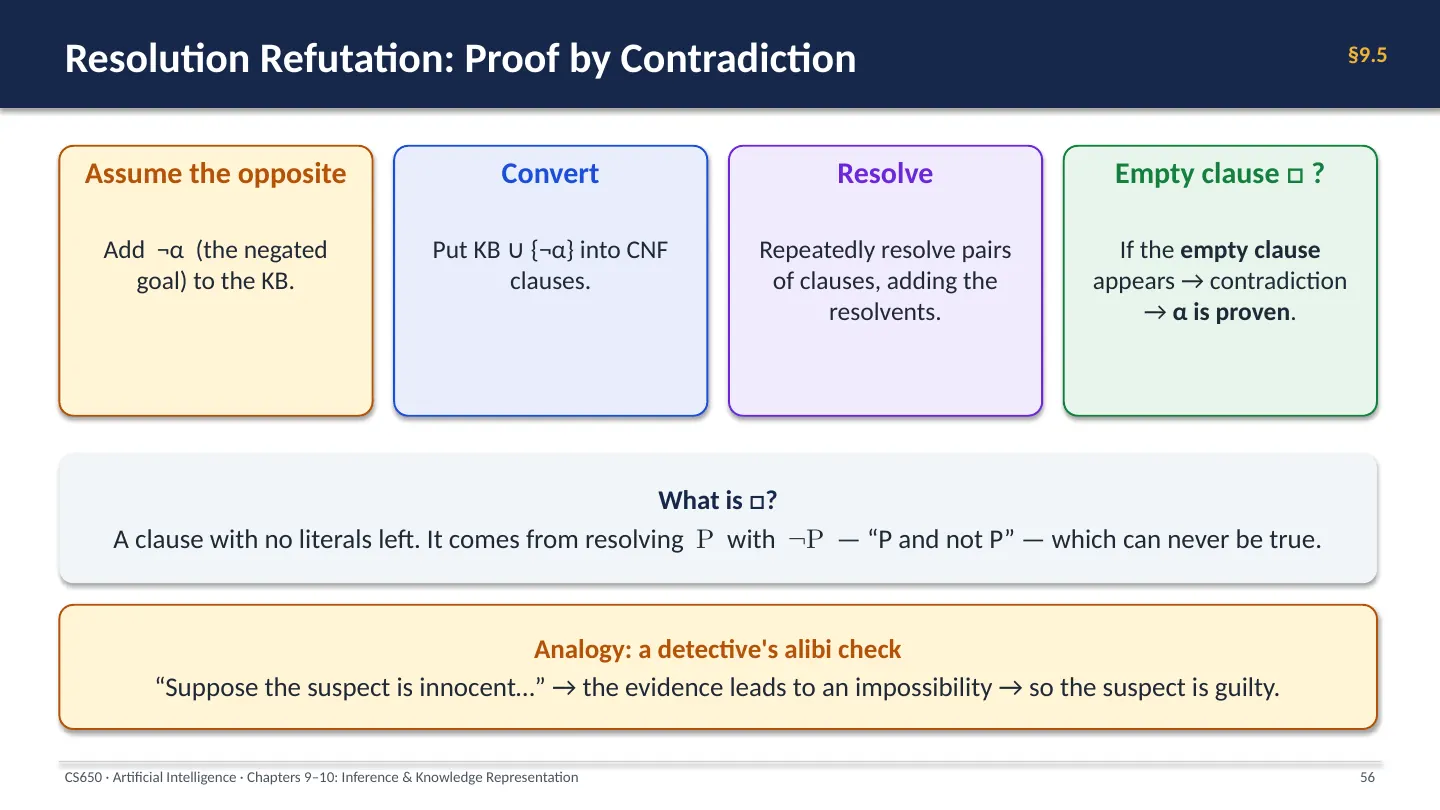 Resolution Refutation: Proof by Contradiction
§9.5
Assume the opposite
Add ¬α (the negated
goal) to the KB.
Convert
Put KB ∪ {¬α} into CNF
clauses.
Resolve
Repeatedly resolve pairs
of clauses, adding the
resolvents.
Empty clause □ ?
If the empty clause
appears → contradiction
→ α is proven.
What is □?
A clause with no literals left. It comes from resolving P with ¬P — “P and not P” — which can never be true.
Analogy: a detective's alibi check
“Suppose the suspect is innocent…” → the evidence leads to an impossibility → so the suspect is guilty.
CS650 · Artificial Intelligence · Chapters 9–10: Inference & Knowledge Representation
56